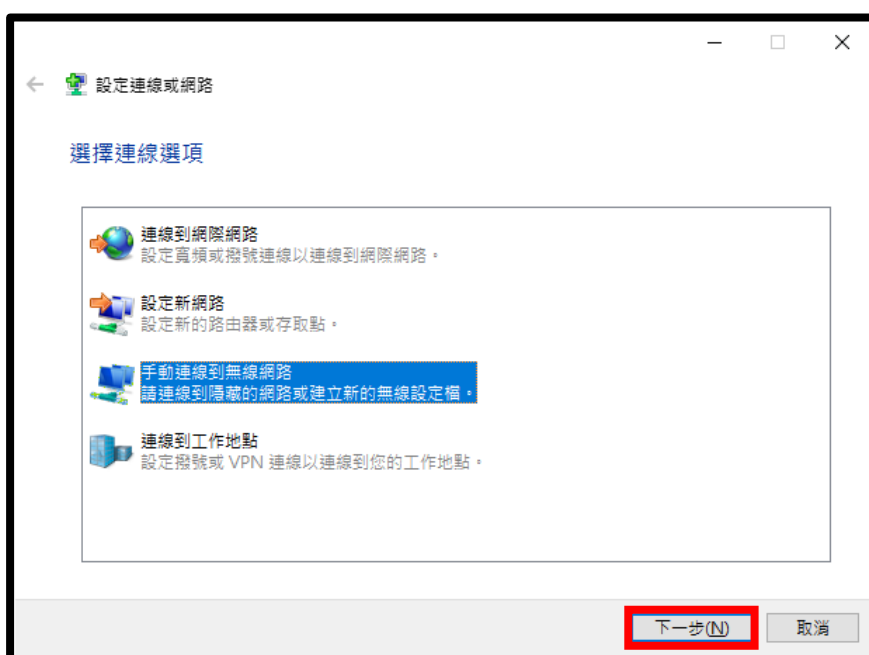 設定連線或網路
選擇連線選項
連線到網際網路
設定寬頻或撥號連線以連線到網際網路。
設定新網路
設定新的路由器或存取點。
手動連線到無線網路
請連線到隱藏的網路或建立新的無線設定檔。
連線到工作地點
設定撥號或 VPN 連線以連線到您的工作地點。
下一步(N)
取消